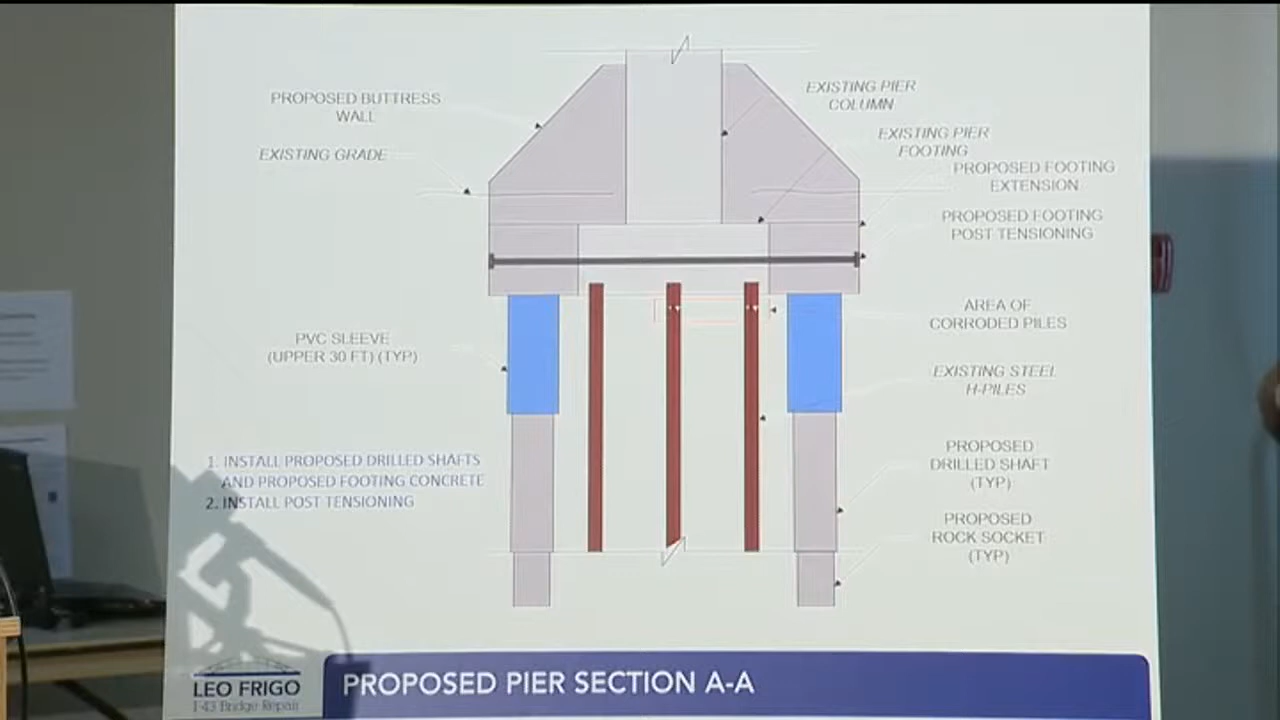 PROPOSED BUTTRESS
WALL
EXISTING GRADE
EXISTING PIER
COLUMN
EXISTING PIER
FOOTING
PROPOSED FOOTING
EXTENSION
PROPOSED FOOTING
POST TENSIONING
PVC SLEEVE
(UPPER 30 FT) (TYP)
AREA OF
CORRODED PILES
EXISTING STEEL
H-PILES
1. INSTALL PROPOSED DRILLED SHAFTS
AND PROPOSED FOOTING CONCRETE
2. INSTALL POST TENSIONING
PROPOSED
DRILLED SHAFT
(TYP)
PROPOSED
ROCK SOCKET
(TYP)
LEO FRIGO
I-43 Bridge Repair
PROPOSED PIER SECTION A-A